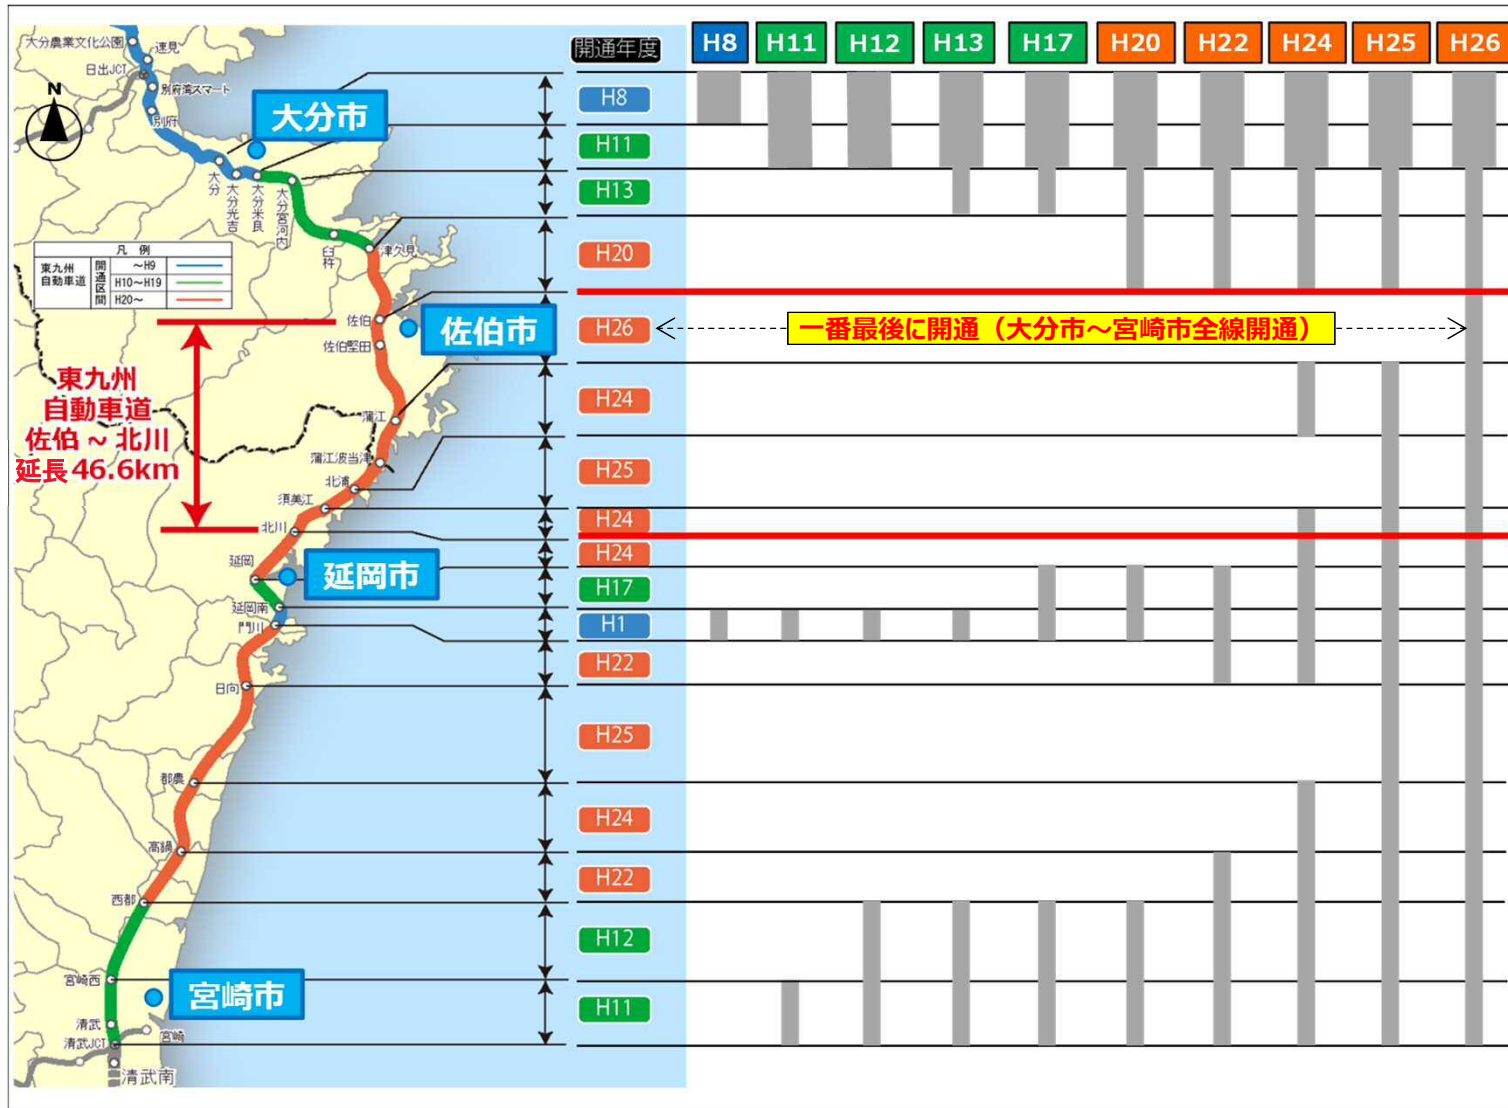 開通年度
H8
H11
H12
H13
H17
H20
H22
H24
H25
H26
大分農業文化公園
速見
日出JCT
別府湾スマート
別府
N
大分市
大分
大分光吉
大分米良
大分宮河内
臼杵
津久見
凡 例
東九州
自動車道
開通区間
～H9
H10～H19
H20～
佐伯
佐伯市
佐伯堅田
東九州
自動車道
佐伯 ~ 北川
延長 46.6km
蒲江
蒲江波当津
北浦
須美江
北川
延岡
延岡市
延岡南
門川
日向
都農
高鍋
西都
宮崎西
宮崎市
清武
宮崎
清武JCT
清武南
H8
H11
H13
H20
H26
一番最後に開通（大分市～宮崎市全線開通）
H24
H25
H24
H24
H17
H1
H22
H25
H24
H22
H12
H11